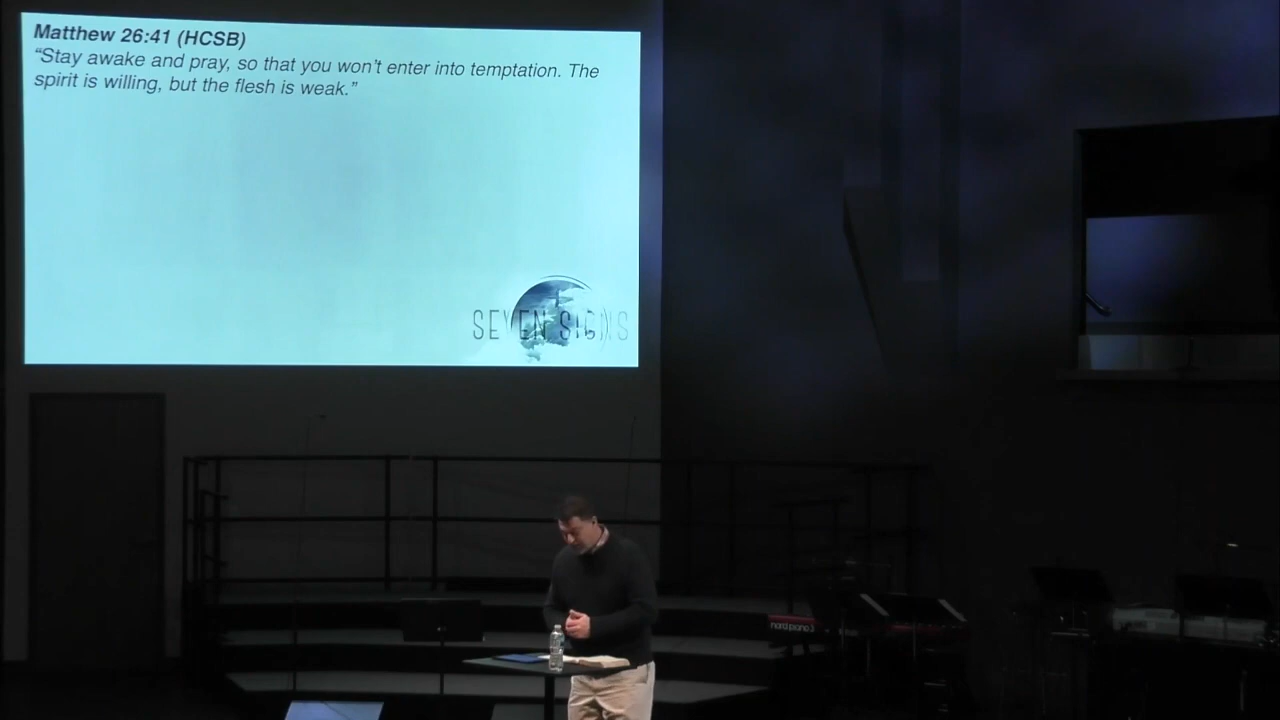 Matthew 26:41 (HCSB)
“Stay awake and pray, so that you won’t enter into temptation. The
spirit is willing, but the flesh is weak.”
SEVEN SIGNS
nord piano 3